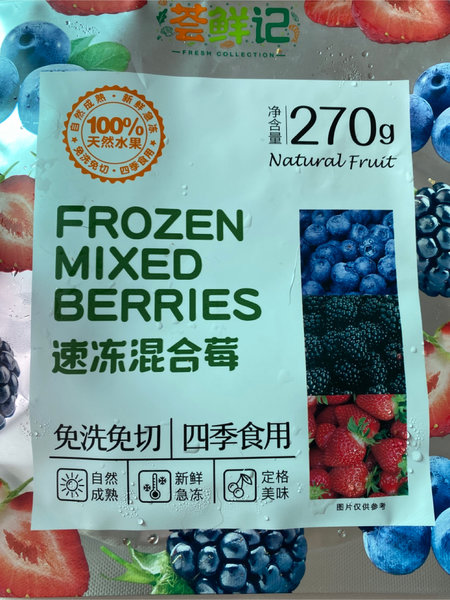 荟鲜记
FRESH COLLECTION
自然成熟·新鲜急冻
100%
天然水果
免洗免切·四季食用
净含量
270g
Natural Fruit
FROZEN
MIXED
BERRIES
速冻混合莓
免洗免切 四季食用
自然
成熟
新鲜
急冻
定格
美味
图片仅供参考